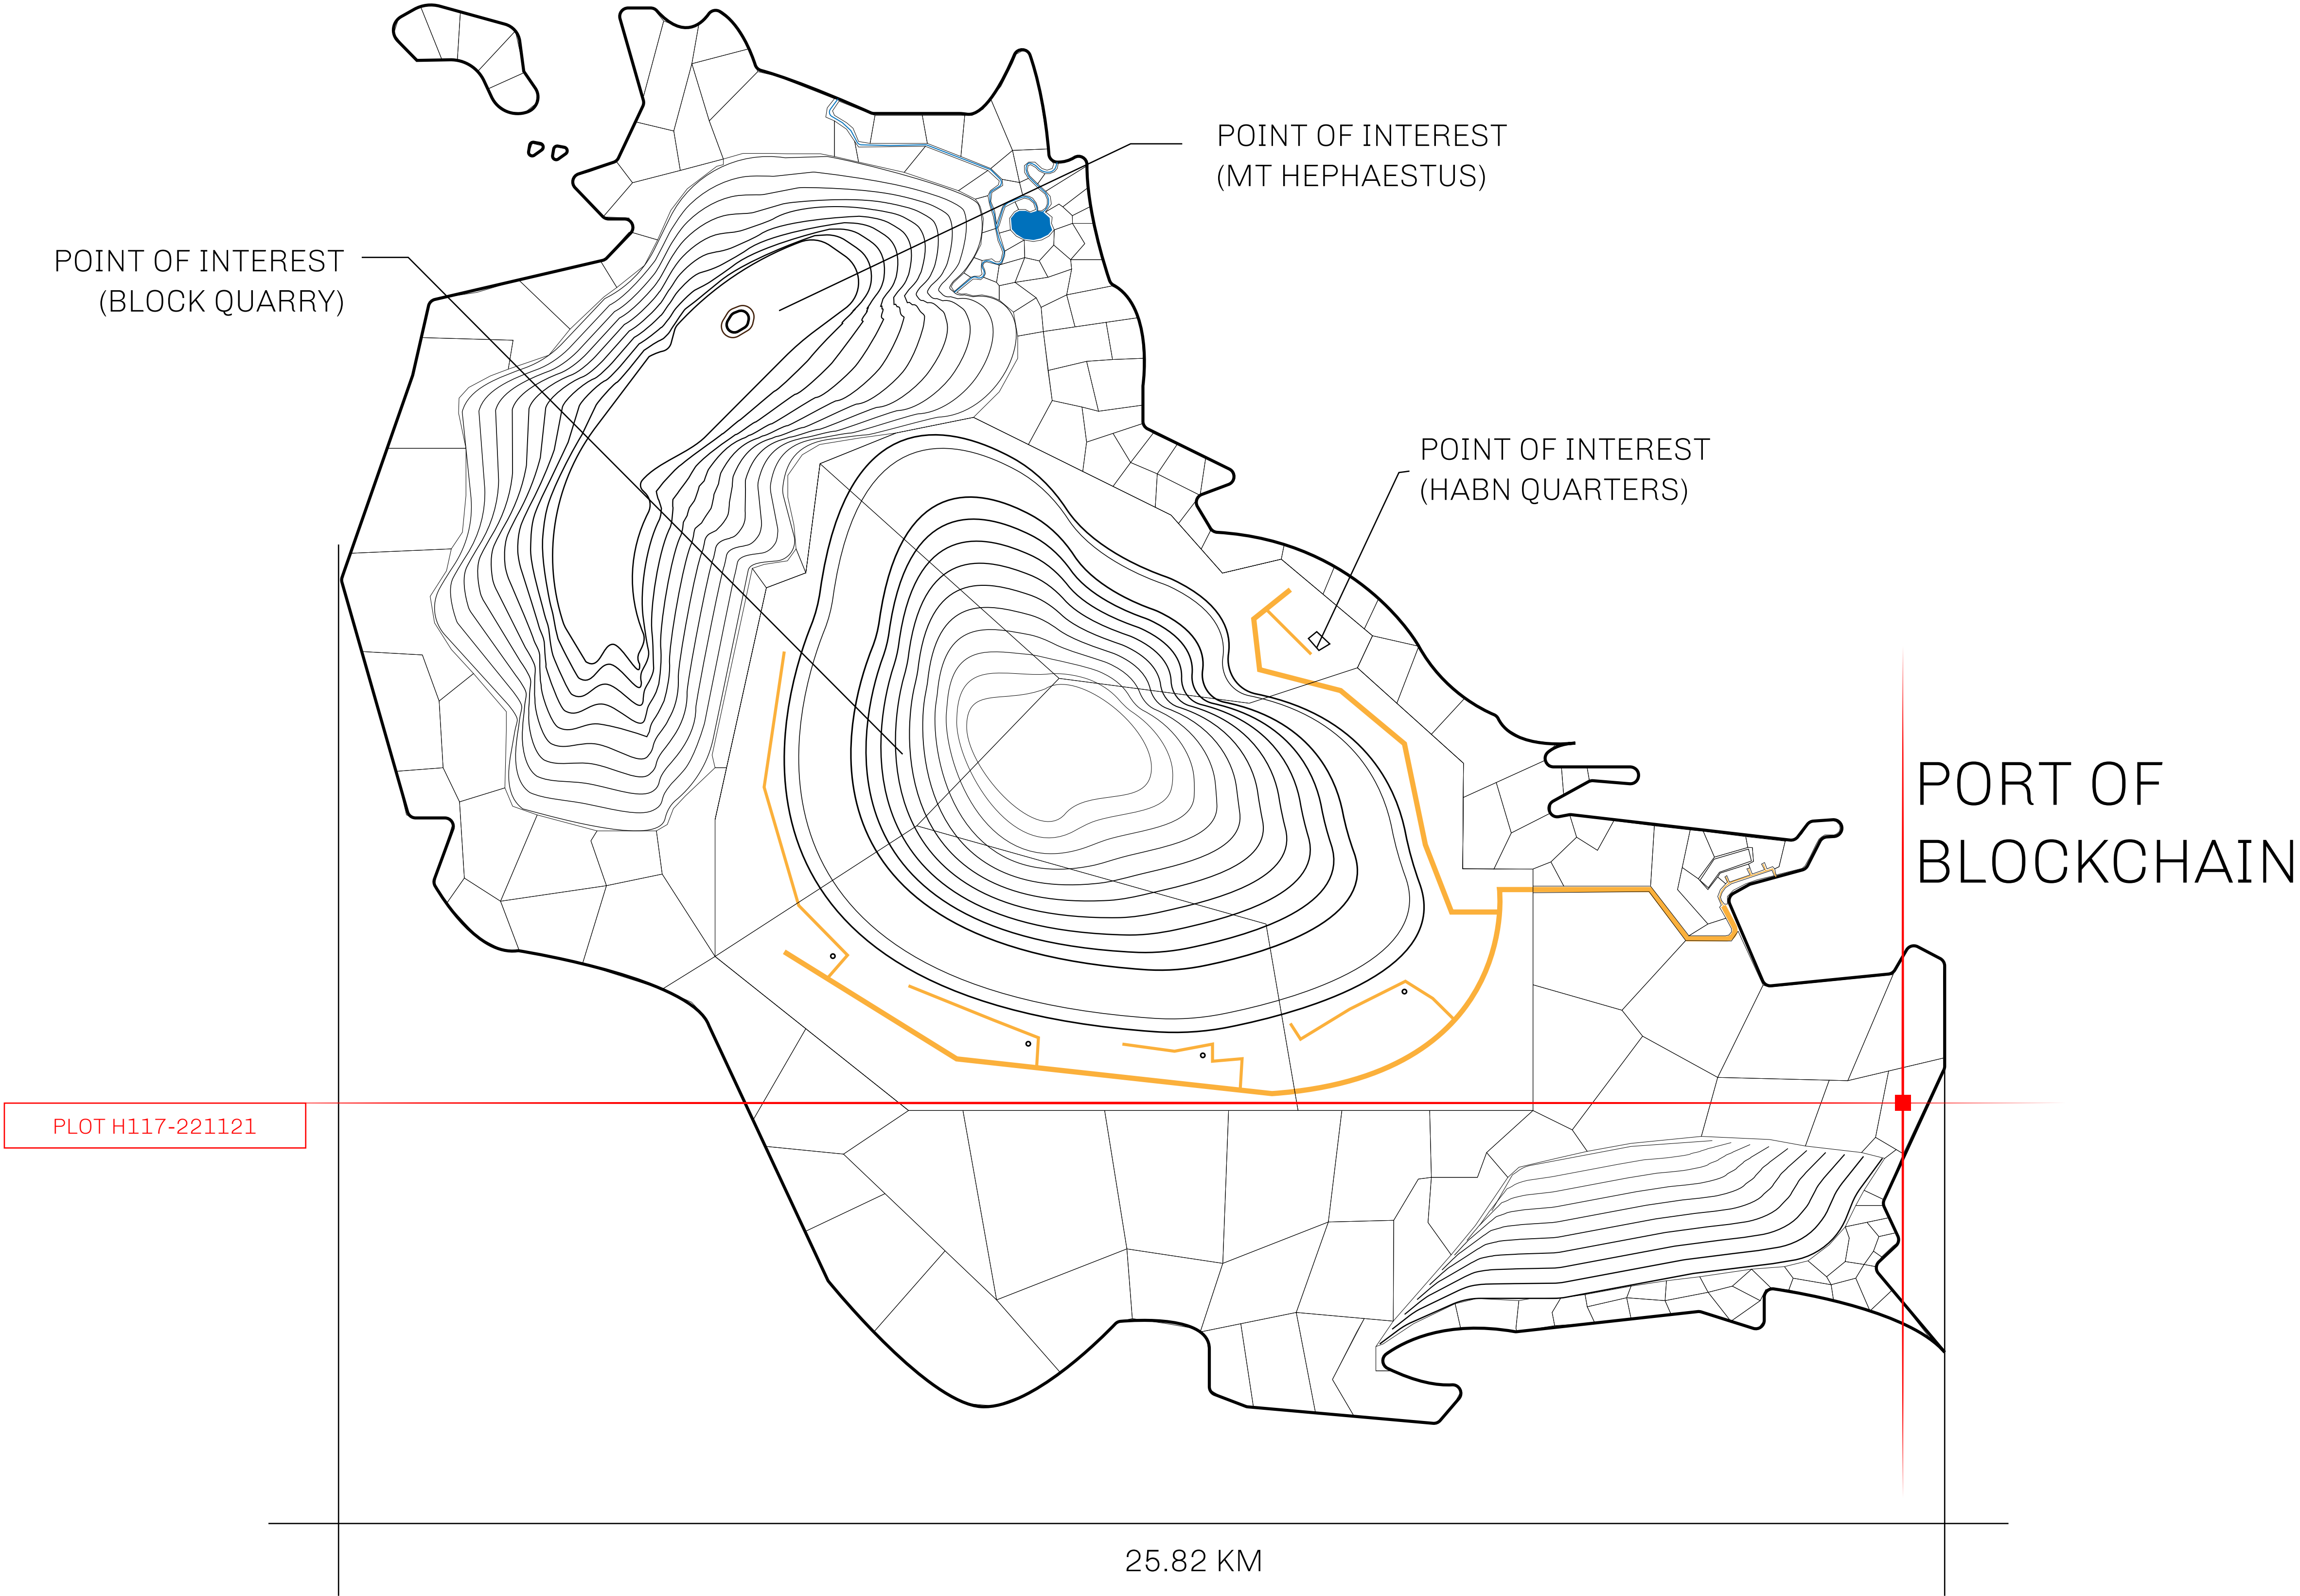 POINT OF INTEREST
(MT HEPHAESTUS)
POINT OF INTEREST
(BLOCK QUARRY)
POINT OF INTEREST
(HABN QUARTERS)
PORT OF
BLOCKCHAIN
PLOT H117-221121
25.82 KM